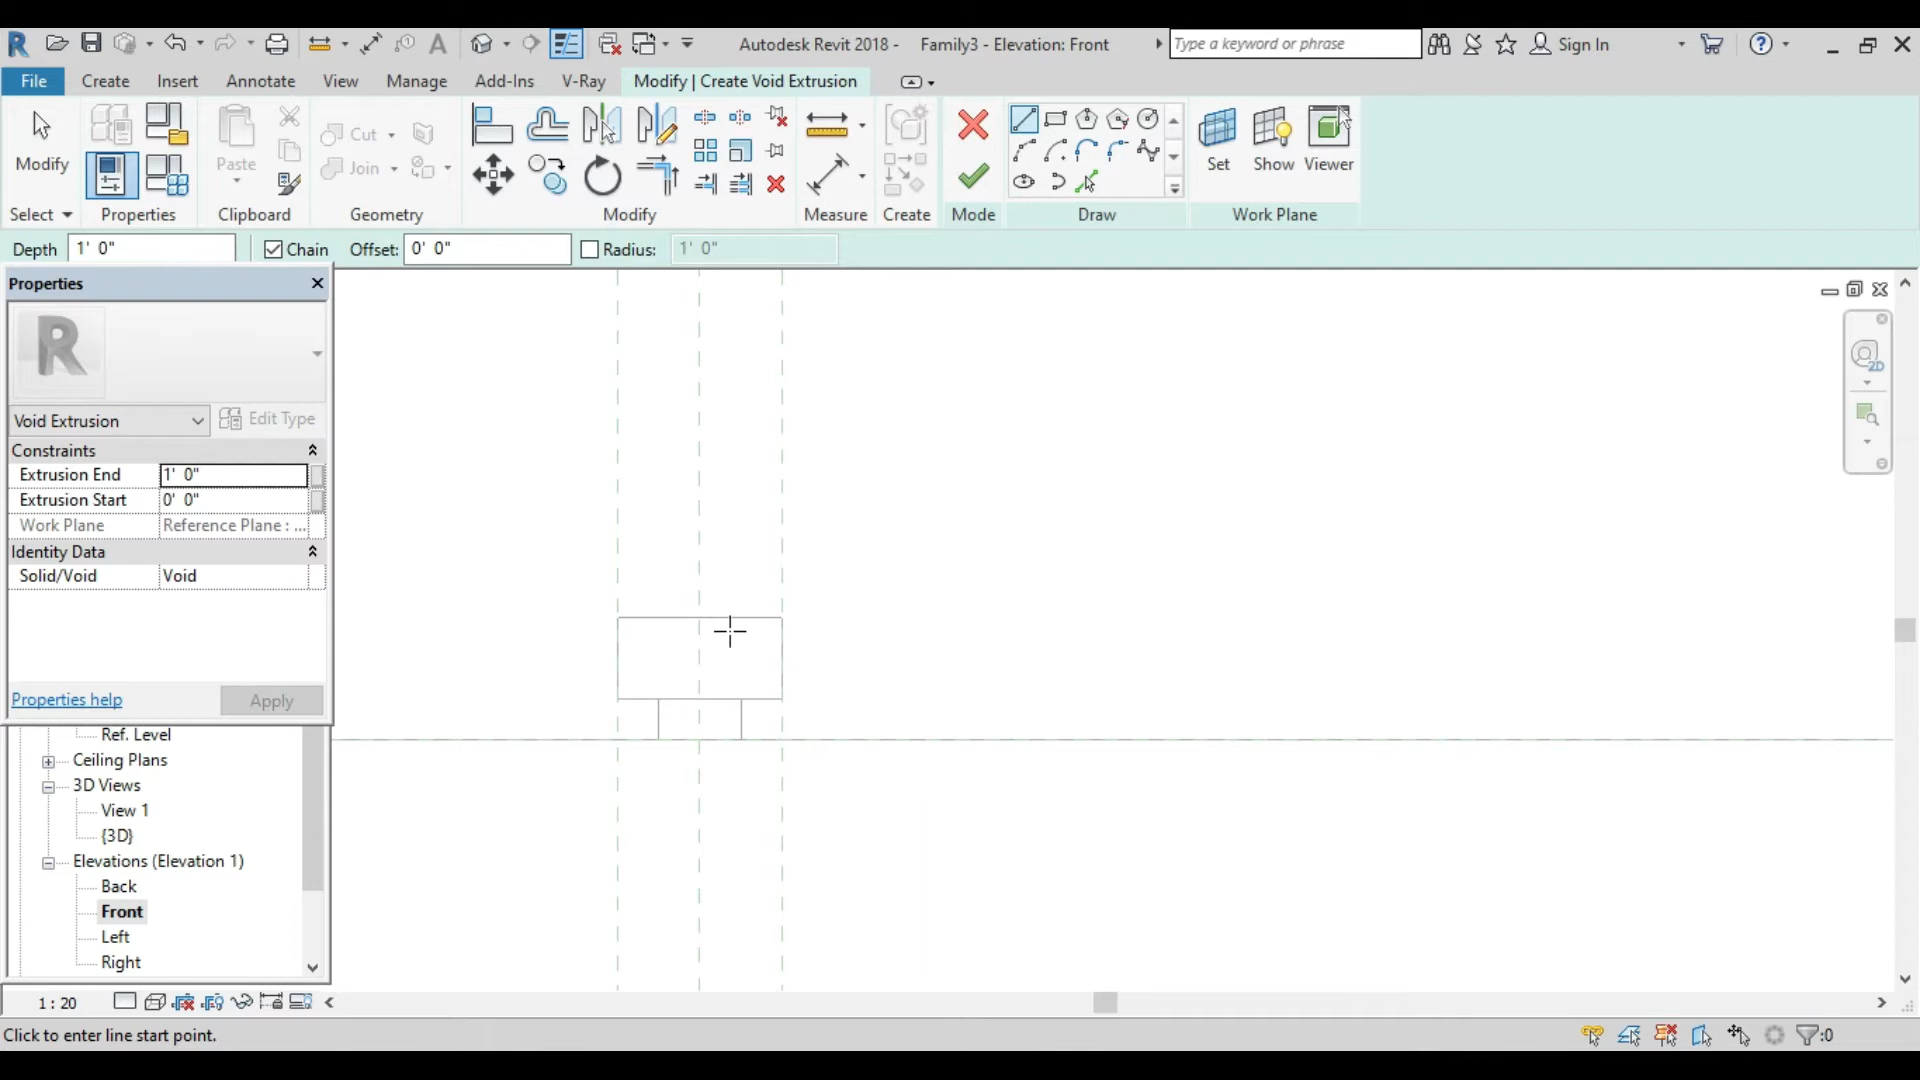 Autodesk Revit 2018 -   Family3 - Elevation: Front
Type a keyword or phrase
Sign In
File
Create
Insert
Annotate
View
Manage
Add-Ins
V-Ray
Modify | Create Void Extrusion
Modify
Paste
Cut
Join
Set
Show
Viewer
Select
Properties
Clipboard
Geometry
Modify
Measure
Create
Mode
Draw
Work Plane
Depth 1' 0"
Chain
Offset: 0' 0"
Radius: 1' 0"
Properties
R
Void Extrusion
Edit Type
Constraints
Extrusion End 1' 0"
Extrusion Start 0' 0"
Work Plane Reference Plane : ...
Identity Data
Solid/Void Void
Properties help
Apply
2D
Ref. Level
Ceiling Plans
3D Views
View 1
{3D}
Elevations (Elevation 1)
Back
Front
Left
Right
1 : 20
Click to enter line start point.
:0